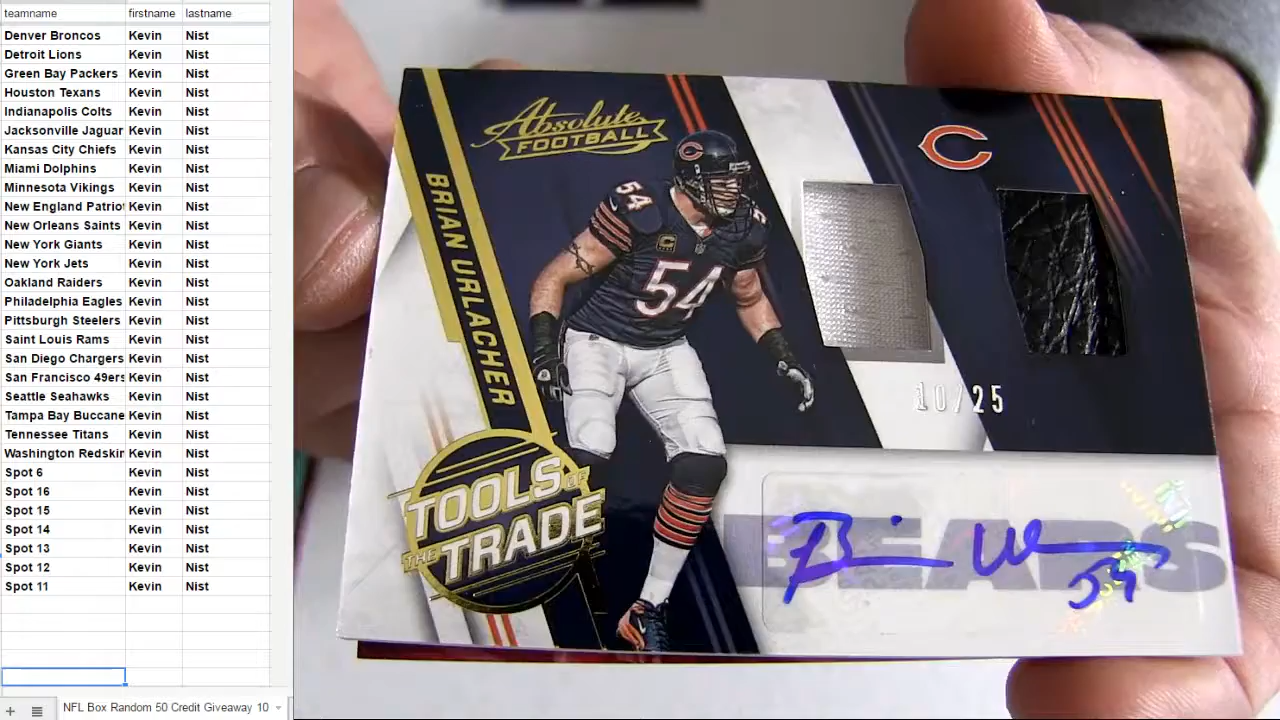 teamname firstname lastname
Denver Broncos Kevin Nist
Detroit Lions Kevin Nist
Green Bay Packers Kevin Nist
Houston Texans Kevin Nist
Indianapolis Colts Kevin Nist
Jacksonville Jaguar Kevin Nist
Kansas City Chiefs Kevin Nist
Miami Dolphins Kevin Nist
Minnesota Vikings Kevin Nist
New England Patriot Kevin Nist
New Orleans Saints Kevin Nist
New York Giants Kevin Nist
New York Jets Kevin Nist
Oakland Raiders Kevin Nist
Philadelphia Eagles Kevin Nist
Pittsburgh Steelers Kevin Nist
Saint Louis Rams Kevin Nist
San Diego Chargers Kevin Nist
San Francisco 49ers Kevin Nist
Seattle Seahawks Kevin Nist
Tampa Bay Buccane Kevin Nist
Tennessee Titans Kevin Nist
Washington Redskin Kevin Nist
Spot 6 Kevin Nist
Spot 16 Kevin Nist
Spot 15 Kevin Nist
Spot 14 Kevin Nist
Spot 13 Kevin Nist
Spot 12 Kevin Nist
Spot 11 Kevin Nist
NFL Box Random 50 Credit Giveaway 10
Absolute
FOOTBALL
BRIAN URLACHER
54
54
C
10/25
TOOLS OF
THE TRADE
BEARS
54